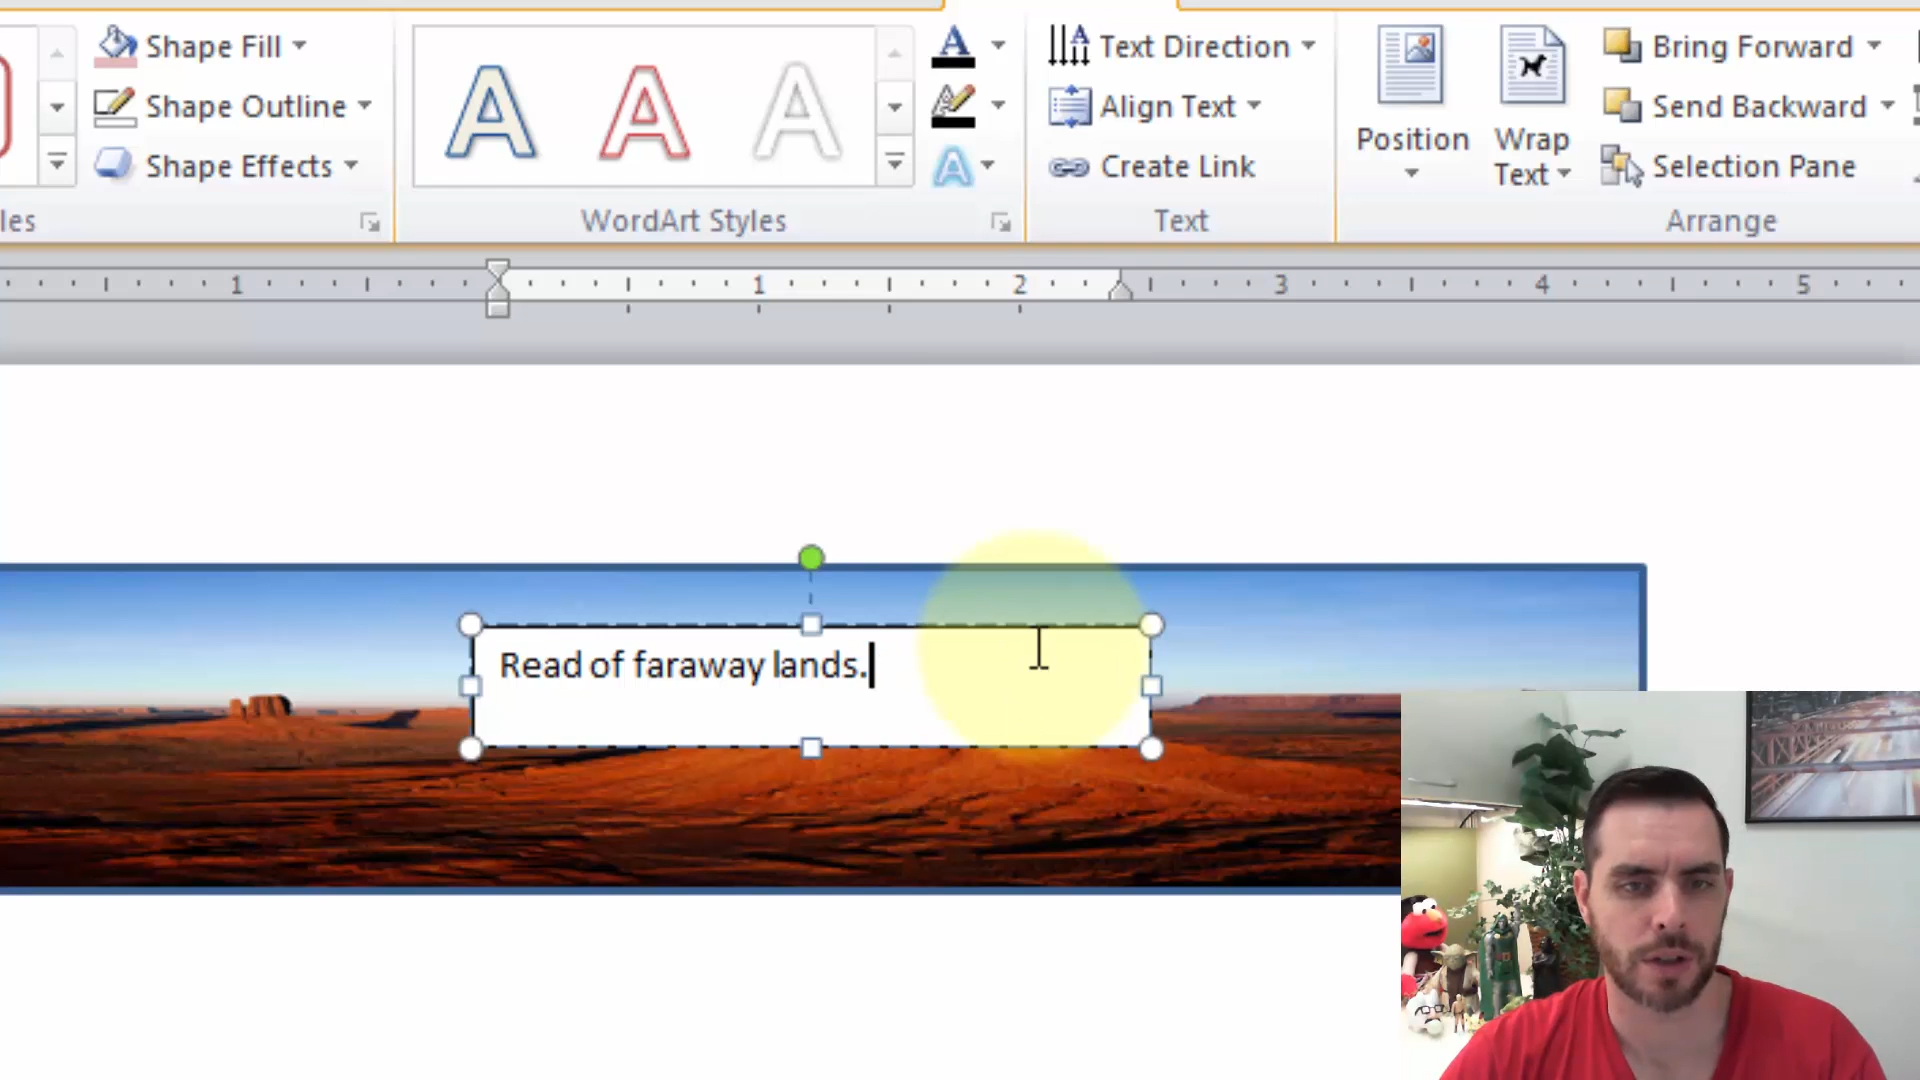 Shape Fill
Shape Outline
Shape Effects
les
A A A
WordArt Styles
A
A
Text Direction
Align Text
Create Link
Text
Position
Wrap
Text
Bring Forward
Send Backward
Selection Pane
Arrange
1 1 2 3 4 5
Read of faraway lands.